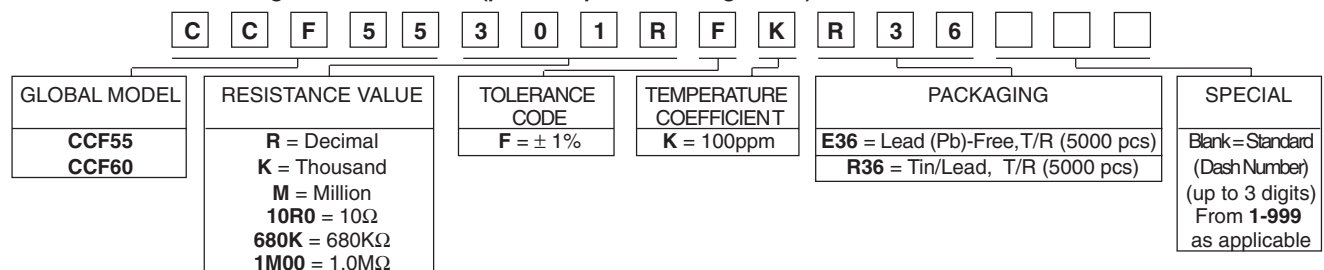 C C F 5 5 3 0 1 R F K R 3 6
GLOBAL MODEL
CCF55
CCF60
RESISTANCE VALUE
R = Decimal
K = Thousand
M = Million
10R0 = 10Ω
680K = 680KΩ
1M00 = 1.0MΩ
TOLERANCE
CODE
F = ± 1%
TEMPERATURE
COEFFICIENT
K = 100ppm
PACKAGING
E36 = Lead (Pb)-Free, T/R (5000 pcs)
R36 = Tin/Lead, T/R (5000 pcs)
SPECIAL
Blank = Standard
(Dash Number)
(up to 3 digits)
From 1-999
as applicable